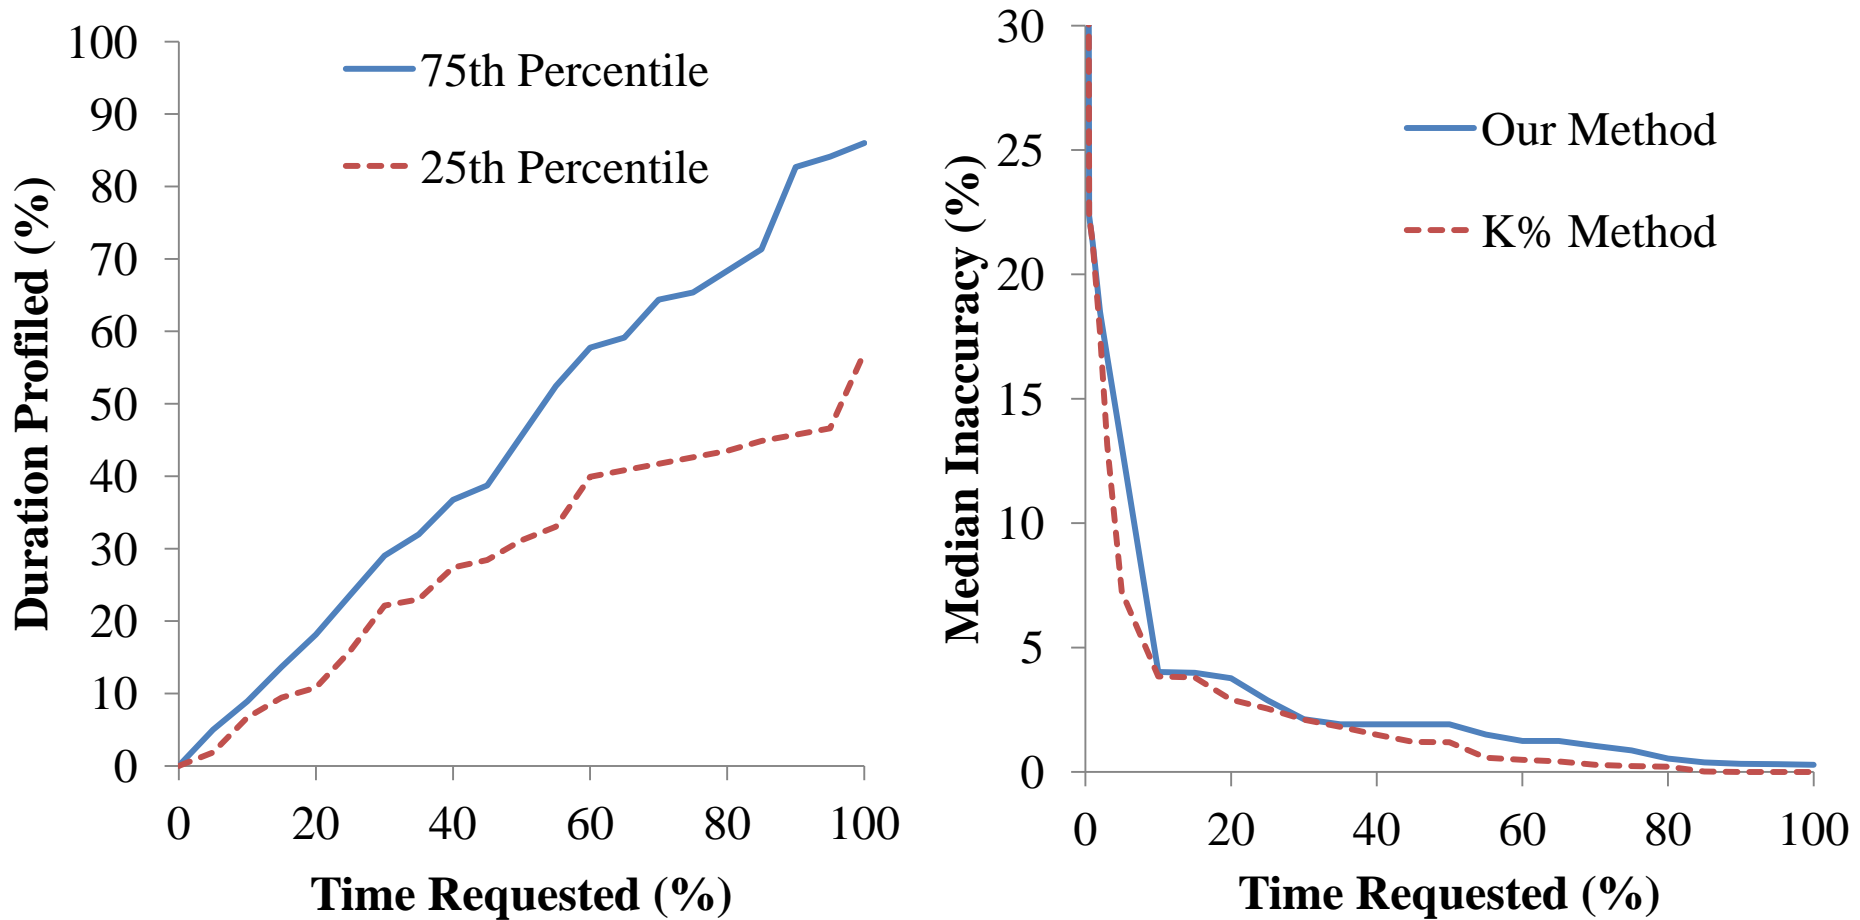 100
90
80
70
60
50
40
30
20
10
0
Duration Profiled (%)
75th Percentile
25th Percentile
0 20 40 60 80 100
Time Requested (%)
30
25
20
15
10
5
0
Median Inaccuracy (%)
Our Method
K% Method
0 20 40 60 80 100
Time Requested (%)